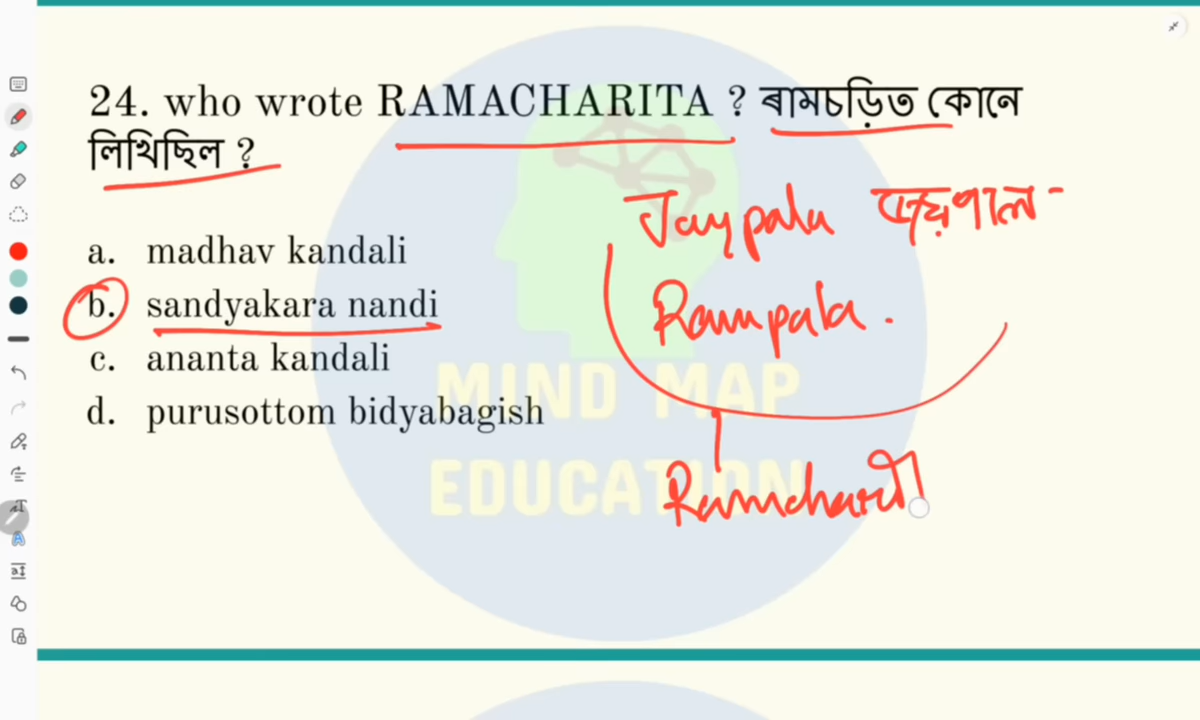 24. who wrote RAMACHARITA ? ৰামচড়িত কোনে
লিখিছিল ?
a. madhav kandali
b. sandyakara nandi
c. ananta kandali
d. purusottom bidyabagish
Jaypala জয়পাল
Rampala.
Ramcharit
MIND MAP
EDUCATION